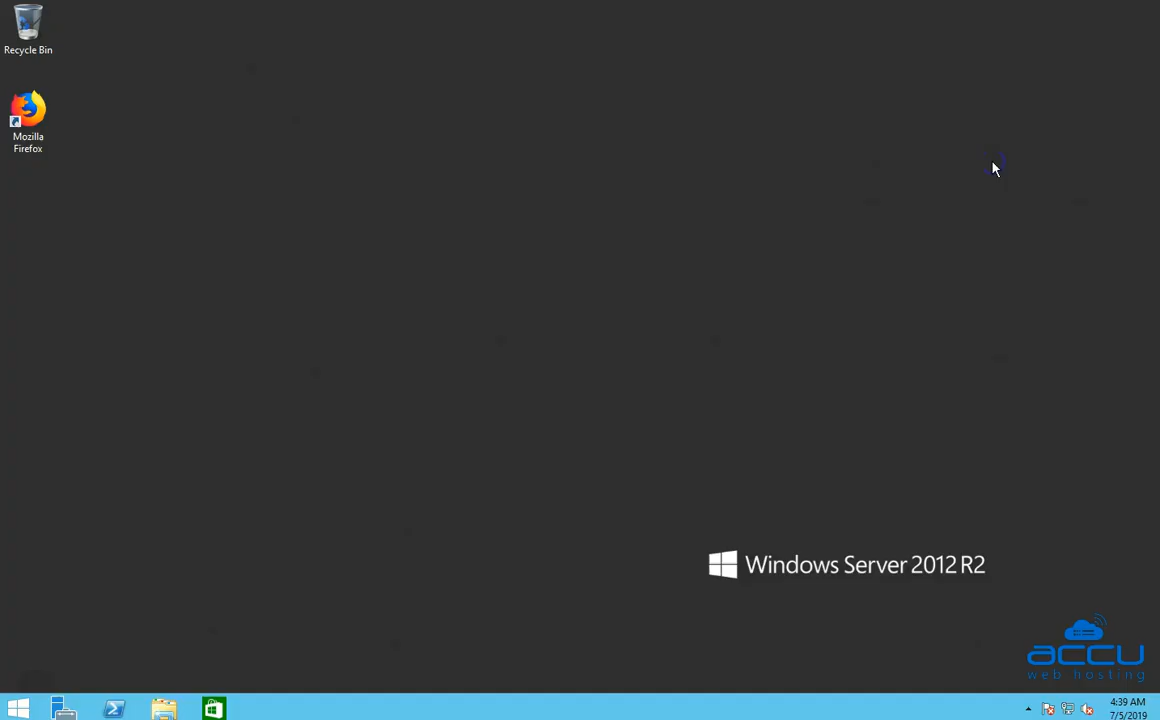 Recycle Bin
Mozilla
Firefox
Windows Server 2012 R2
accu
web hosting
4:39 AM
7/5/2019